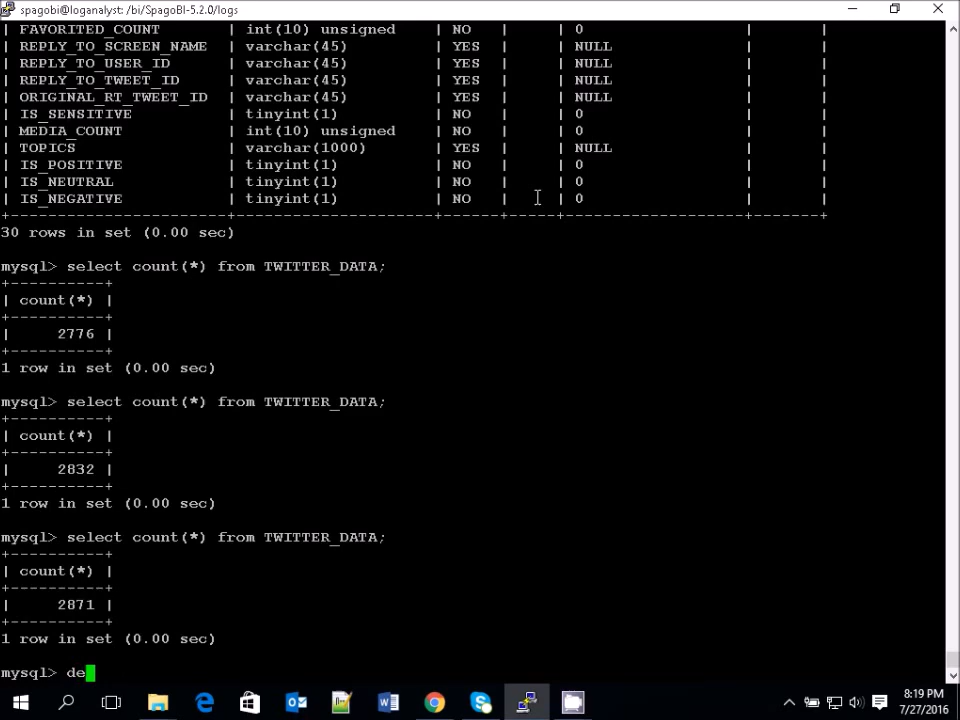 spagobi@loganalyst: /bi/SpagoBI-5.2.0/logs
| FAVORITED_COUNT | int(10) unsigned | NO | | 0 | |
| REPLY_TO_SCREEN_NAME | varchar(45) | YES | | NULL | |
| REPLY_TO_USER_ID | varchar(45) | YES | | NULL | |
| REPLY_TO_TWEET_ID | varchar(45) | YES | | NULL | |
| ORIGINAL_RT_TWEET_ID | varchar(45) | YES | | NULL | |
| IS_SENSITIVE | tinyint(1) | NO | | 0 | |
| MEDIA_COUNT | int(10) unsigned | NO | | 0 | |
| TOPICS | varchar(1000) | YES | | NULL | |
| IS_POSITIVE | tinyint(1) | NO | | 0 | |
| IS_NEUTRAL | tinyint(1) | NO | | 0 | |
| IS_NEGATIVE | tinyint(1) | NO | | 0 | |
+-----------------------+---------------------+------+-----+-------------------+-------+
30 rows in set (0.00 sec)
mysql> select count(*) from TWITTER_DATA;
+----------+
| count(*) |
+----------+
| 2776 |
+----------+
1 row in set (0.00 sec)
mysql> select count(*) from TWITTER_DATA;
+----------+
| count(*) |
+----------+
| 2832 |
+----------+
1 row in set (0.00 sec)
mysql> select count(*) from TWITTER_DATA;
+----------+
| count(*) |
+----------+
| 2871 |
+----------+
1 row in set (0.00 sec)
mysql> de
8:19 PM
7/27/2016